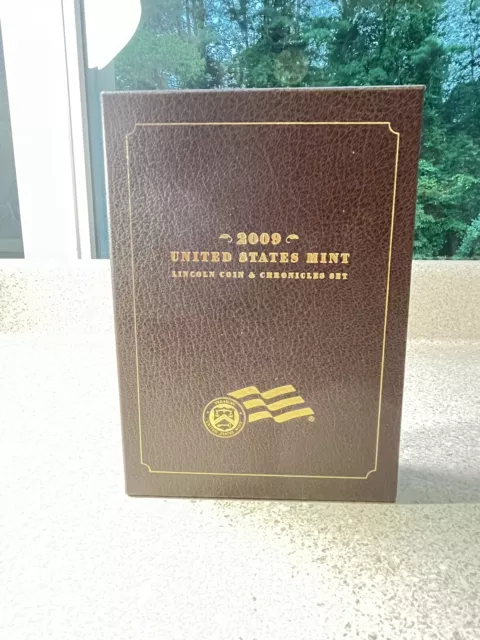 2009
UNITED STATES MINT
LINCOLN COIN & CHRONICLES SET
®